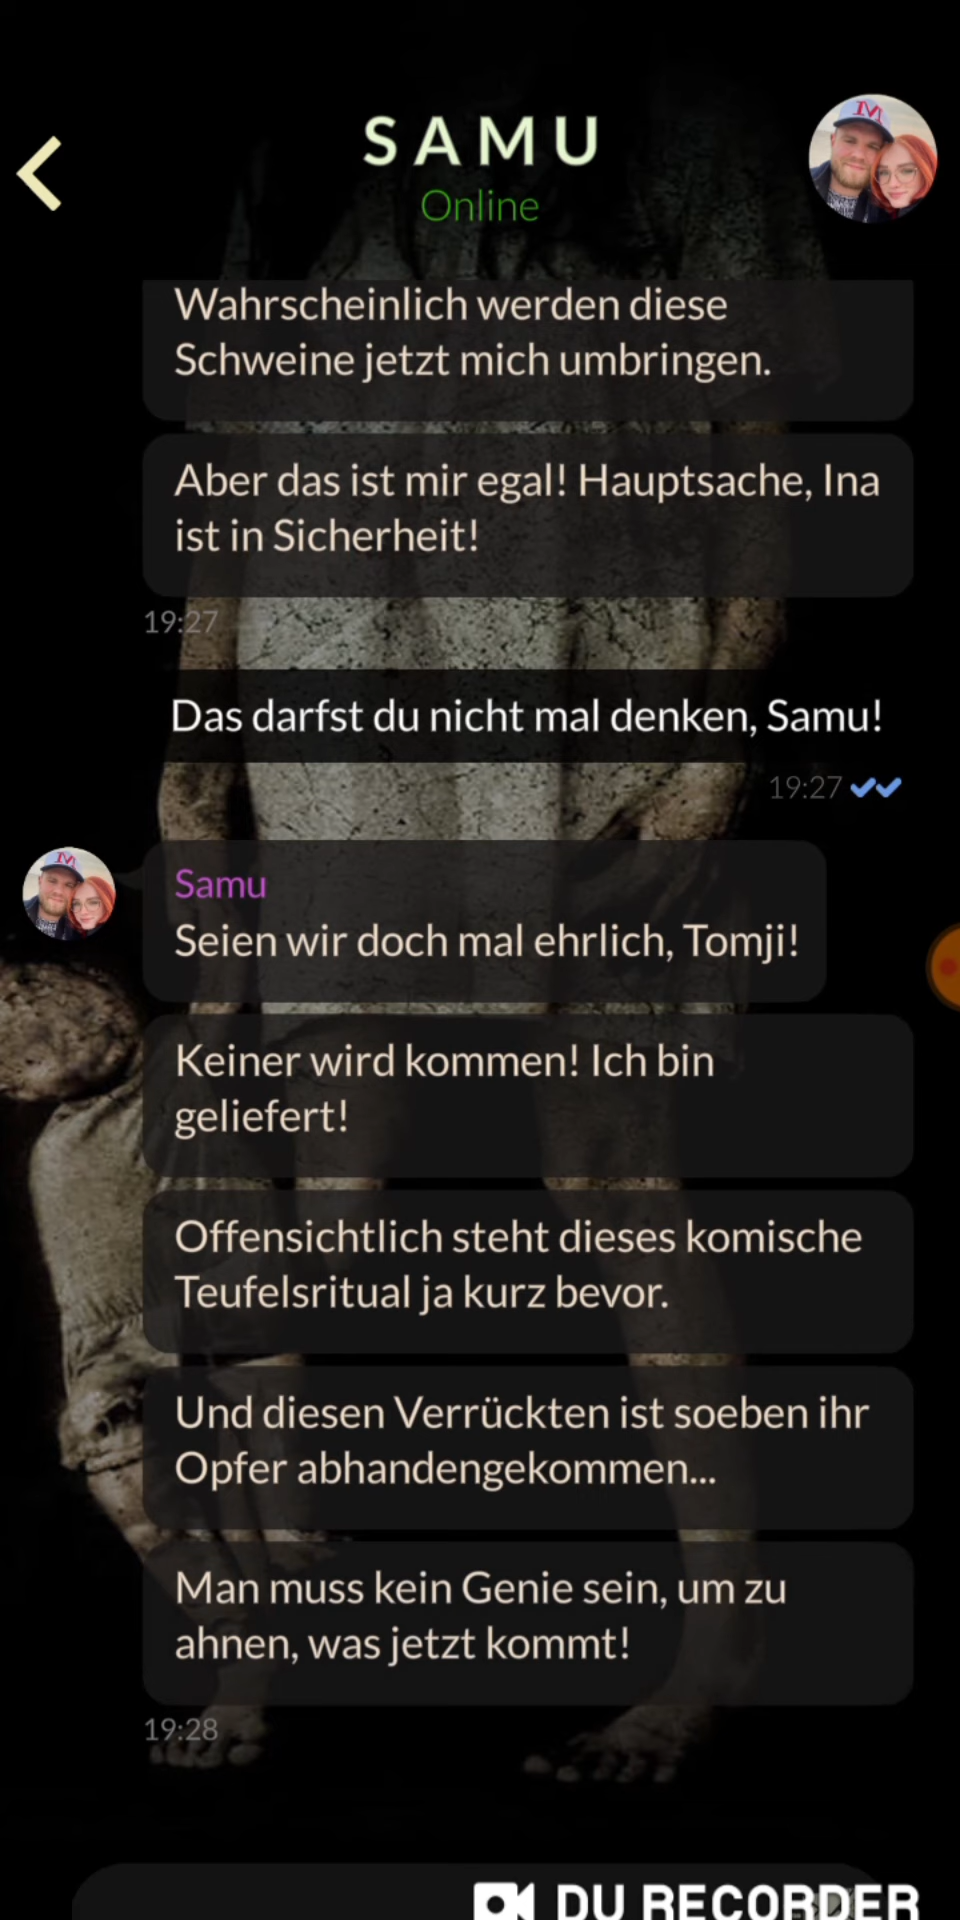 SAMU
Online
Wahrscheinlich werden diese
Schweine jetzt mich umbringen.
Aber das ist mir egal! Hauptsache, Ina
ist in Sicherheit!
19:27
Das darfst du nicht mal denken, Samu!
19:27
Samu
Seien wir doch mal ehrlich, Tomji!
Keiner wird kommen! Ich bin
geliefert!
Offensichtlich steht dieses komische
Teufelsritual ja kurz bevor.
Und diesen Verrückten ist soeben ihr
Opfer abhandengekommen...
Man muss kein Genie sein, um zu
ahnen, was jetzt kommt!
19:28
DU RECORDER